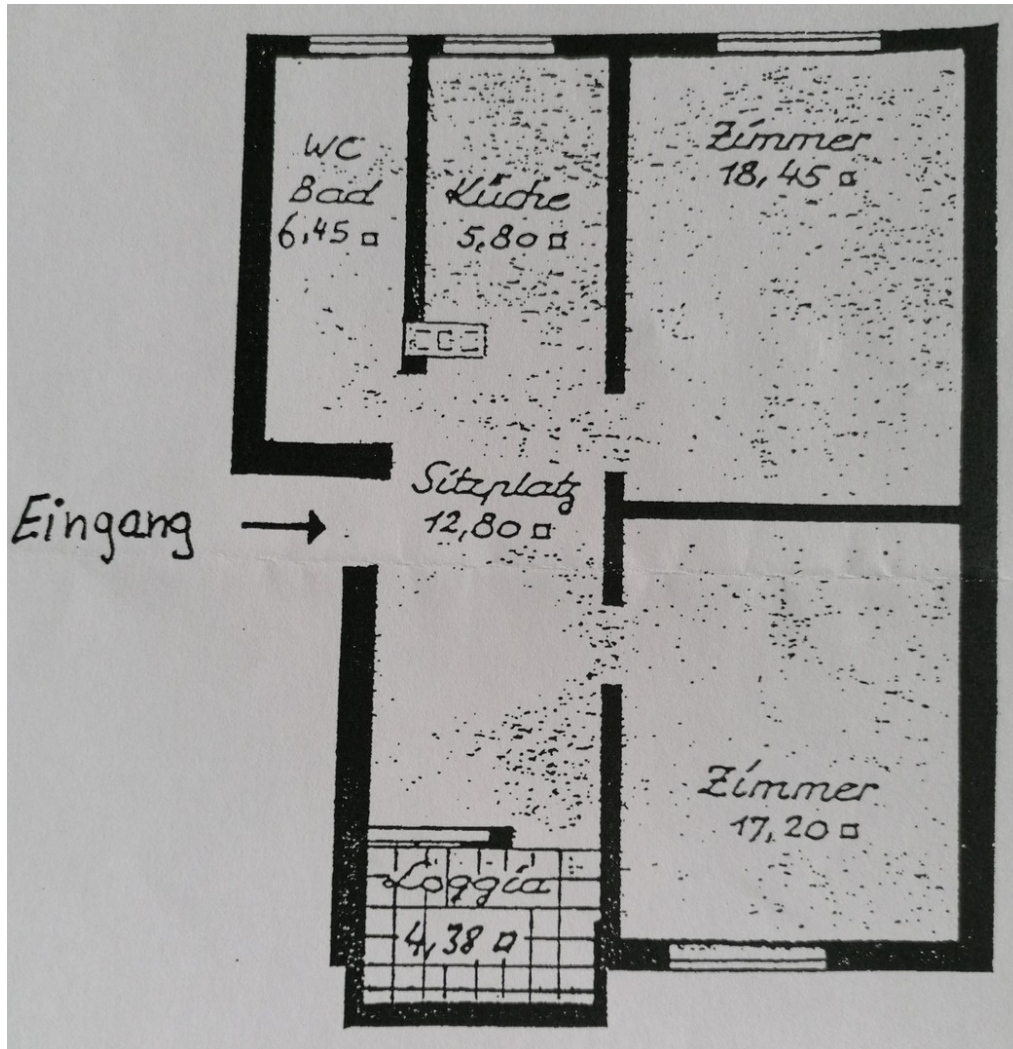 WC
Bad
6,45 ¤
Küche
5,80 ¤
Zimmer
18,45 ¤
Sitzplatz
12,80 ¤
Eingang
Zimmer
17,20 ¤
Loggia
4,38 ¤